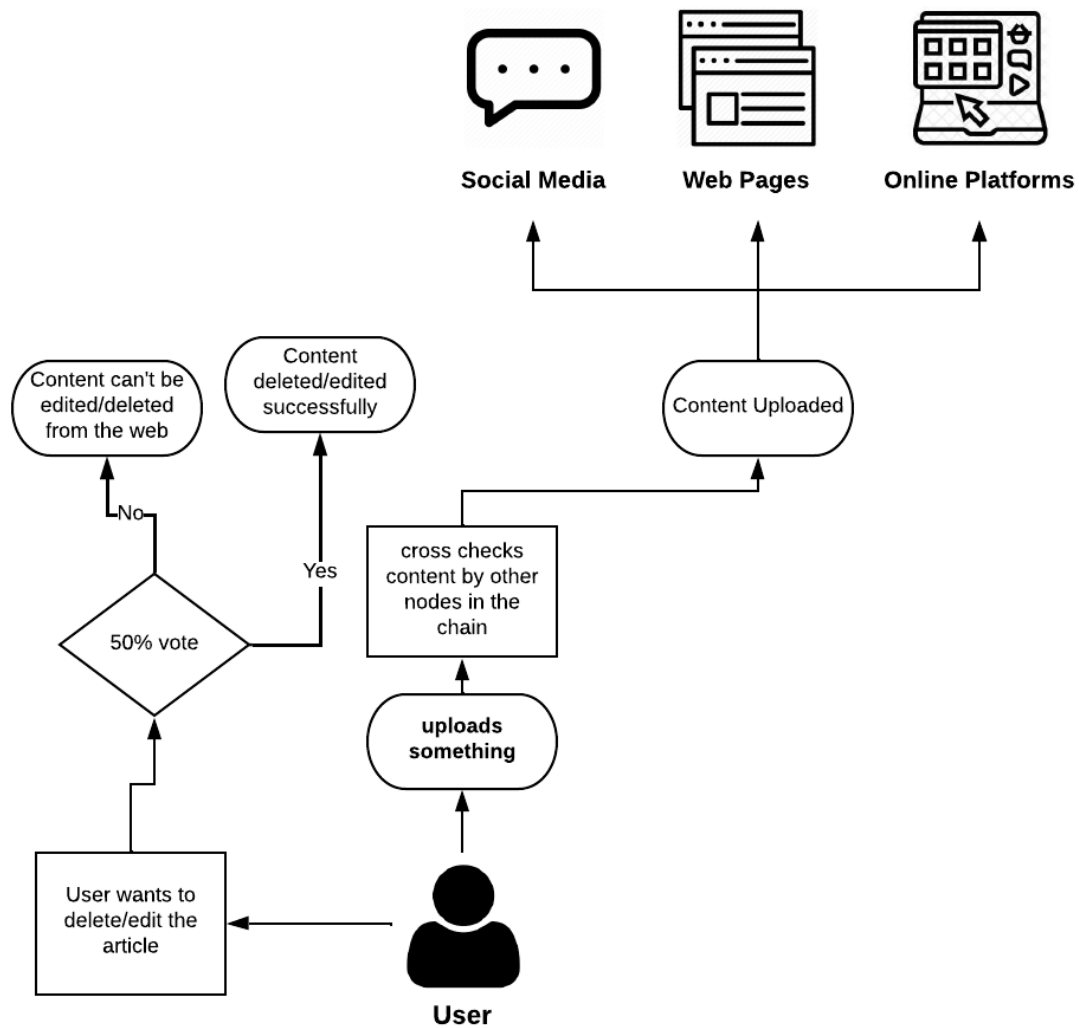 Social Media
Web Pages
Online Platforms
Content can't be
edited/deleted
from the web
Content
deleted/edited
successfully
Content Uploaded
No
Yes
cross checks
content by other
nodes in the
chain
50% vote
uploads
something
User wants to
delete/edit the
article
User